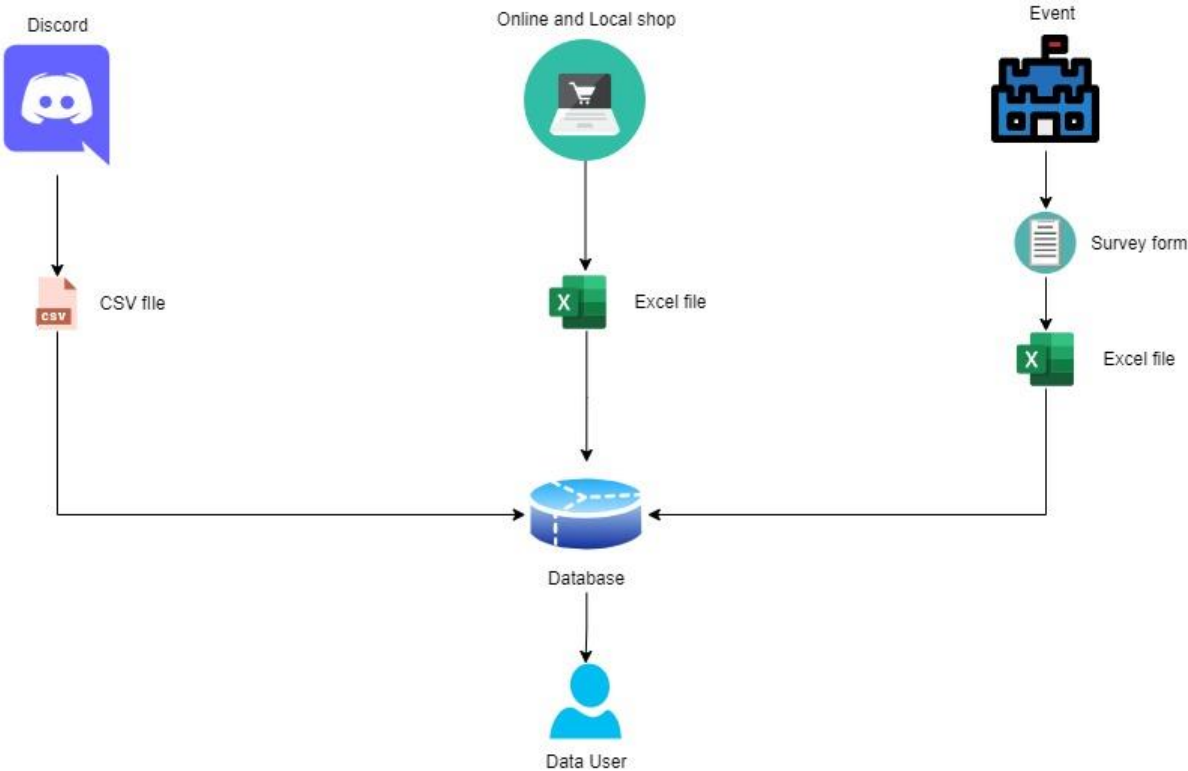 Discord
Online and Local shop
Event
Survey form
csv
CSV file
X
Excel file
X
Excel file
Database
Data User